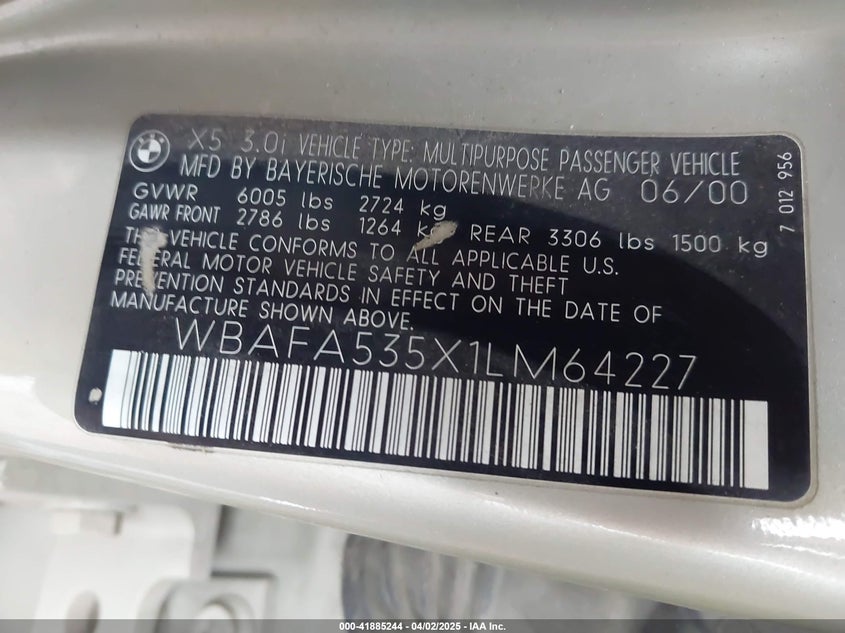 BMW
X5 3.0i VEHICLE TYPE: MULTIPURPOSE PASSENGER VEHICLE
MFD BY BAYERISCHE MOTORENWERKE AG 06/00
GVWR 6005 lbs 2724 kg
GAWR FRONT 2786 lbs 1264 kg REAR 3306 lbs 1500 kg
VEHICLE CONFORMS TO ALL APPLICABLE U.S.
FEDERAL MOTOR VEHICLE SAFETY AND THEFT
PREVENTION STANDARDS IN EFFECT ON THE DATE OF
MANUFACTURE SHOWN ABOVE.
WBAFA535X1LM64227
7 012 956
000-41885244 | 04/02/2025 - IAA Inc.